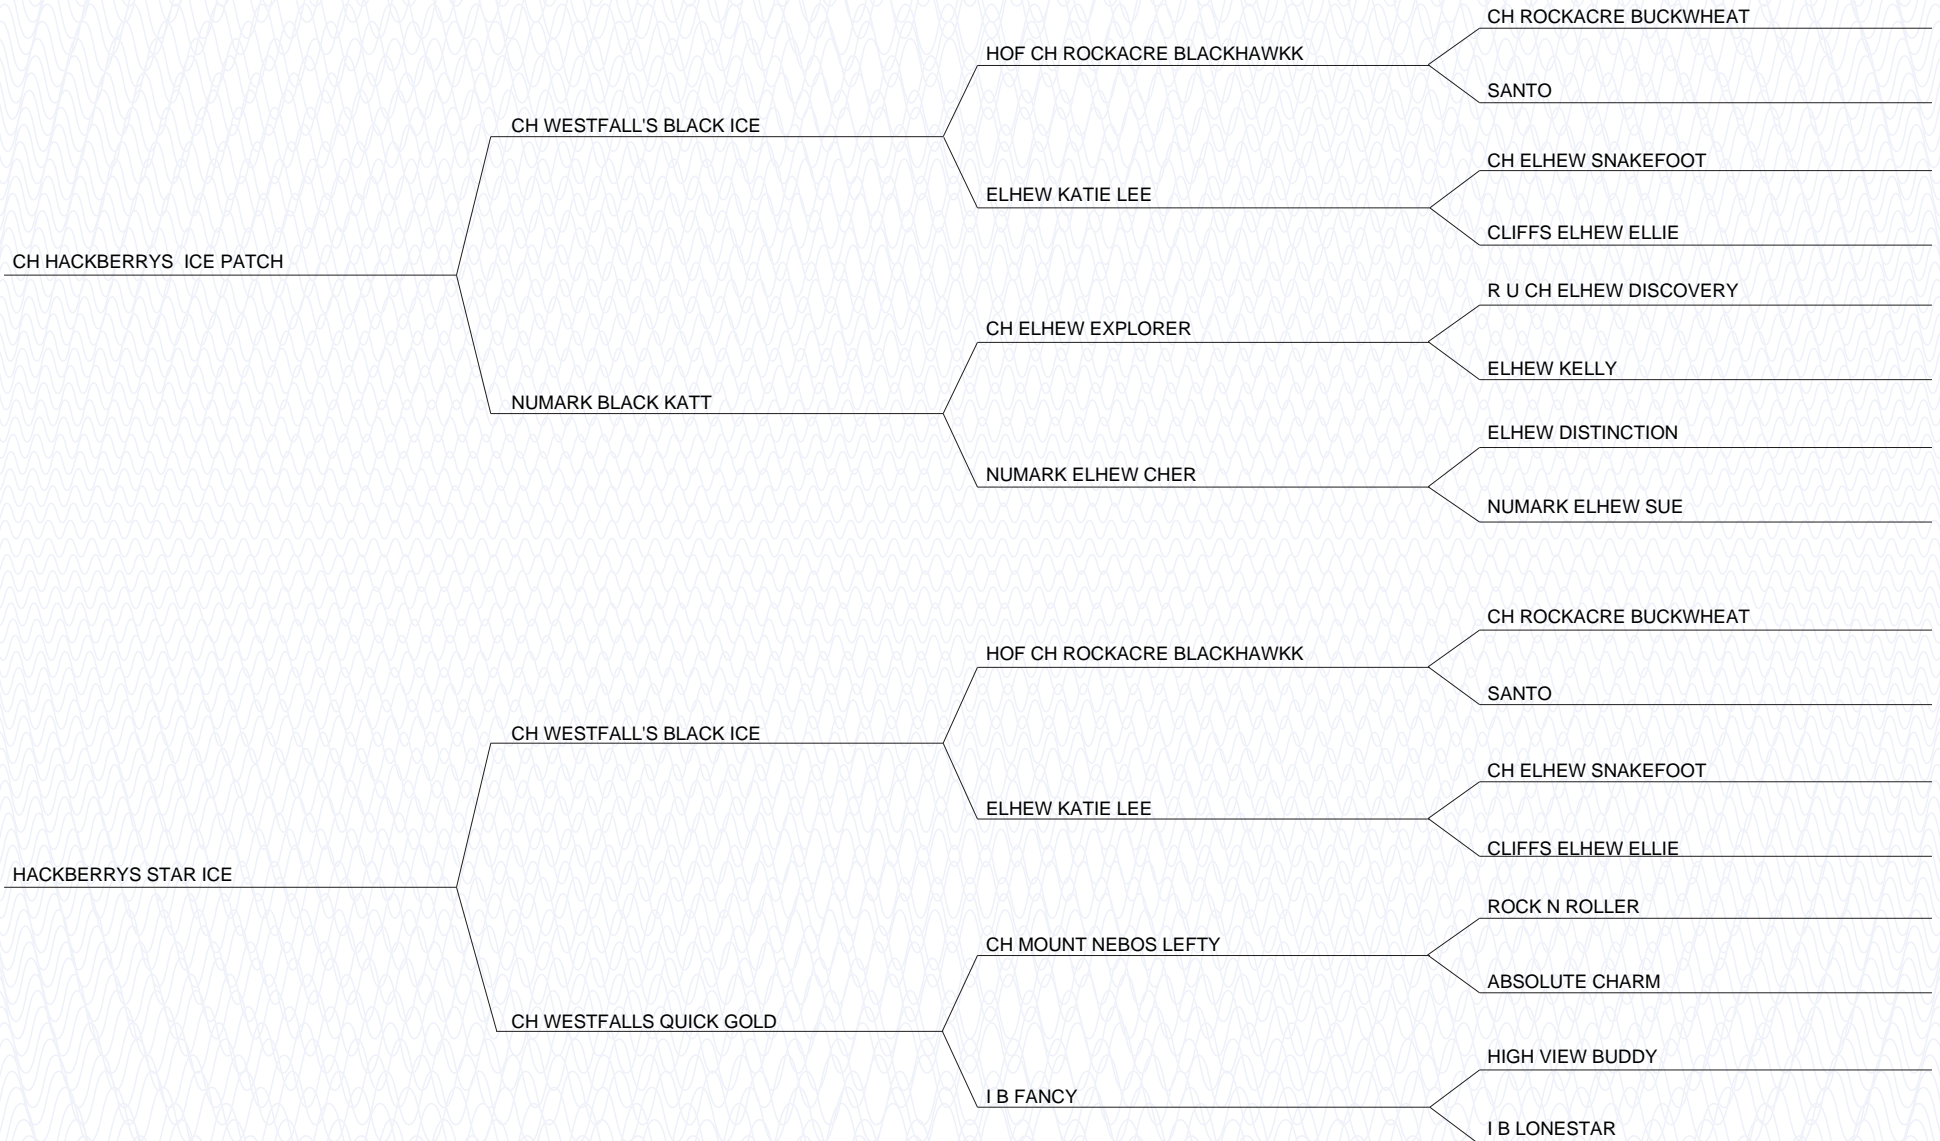 CH ROCKACRE BUCKWHEAT
HOF CH ROCKACRE BLACKHAWKK
SANTO
CH WESTFALL'S BLACK ICE
CH ELHEW SNAKEFOOT
ELHEW KATIE LEE
CLIFFS ELHEW ELLIE
CH HACKBERRYS  ICE PATCH
R U CH ELHEW DISCOVERY
CH ELHEW EXPLORER
ELHEW KELLY
NUMARK BLACK KATT
ELHEW DISTINCTION
NUMARK ELHEW CHER
NUMARK ELHEW SUE
CH ROCKACRE BUCKWHEAT
HOF CH ROCKACRE BLACKHAWKK
SANTO
CH WESTFALL'S BLACK ICE
CH ELHEW SNAKEFOOT
ELHEW KATIE LEE
CLIFFS ELHEW ELLIE
HACKBERRYS STAR ICE
ROCK N ROLLER
CH MOUNT NEBOS LEFTY
ABSOLUTE CHARM
CH WESTFALLS QUICK GOLD
HIGH VIEW BUDDY
I B FANCY
I B LONESTAR